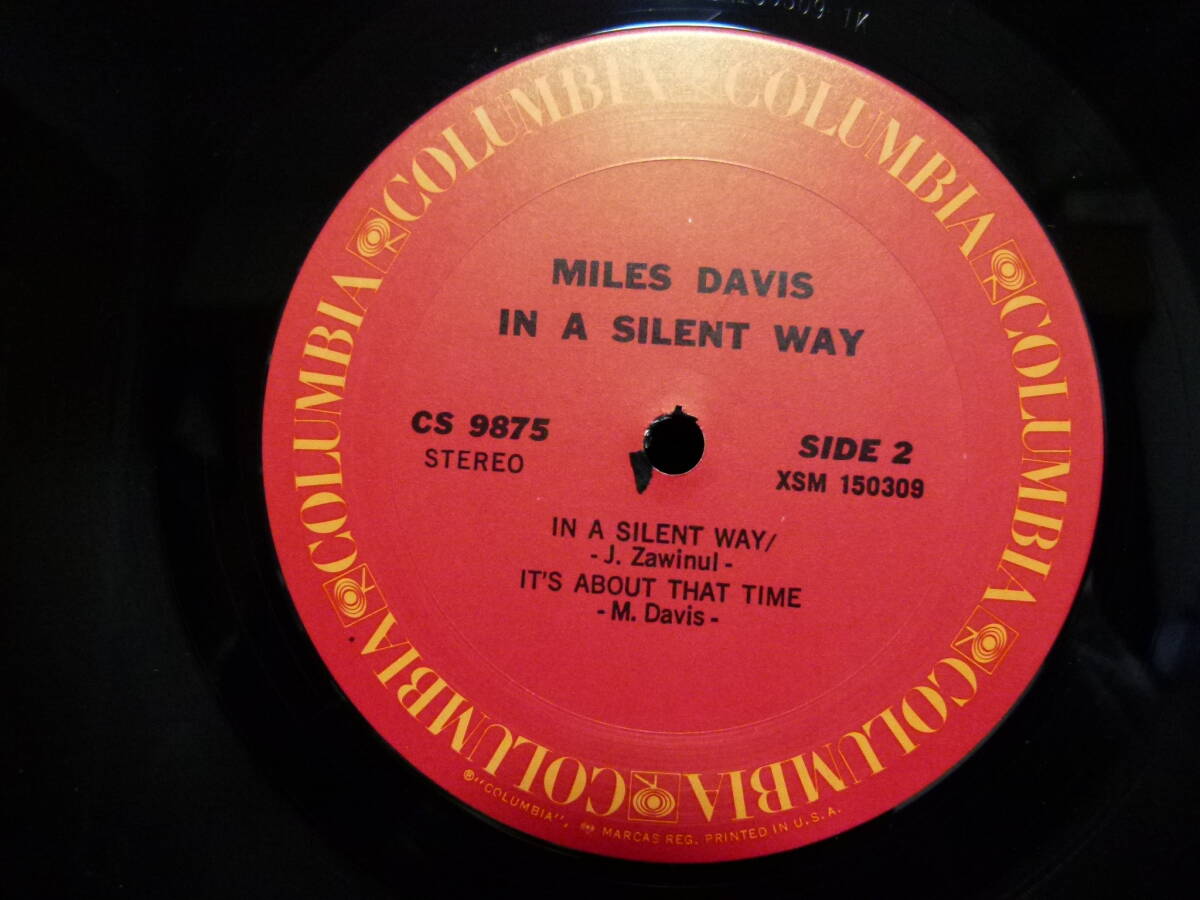 COLUMBIA COLUMBIA COLUMBIA COLUMBIA COLUMBIA COLUMBIA
MILES DAVIS
IN A SILENT WAY
CS 9875
STEREO
SIDE 2
XSM 150309
IN A SILENT WAY/
- J. Zawinul -
IT'S ABOUT THAT TIME
- M. Davis -
® "COLUMBIA", MARCAS REG. PRINTED IN U.S.A.